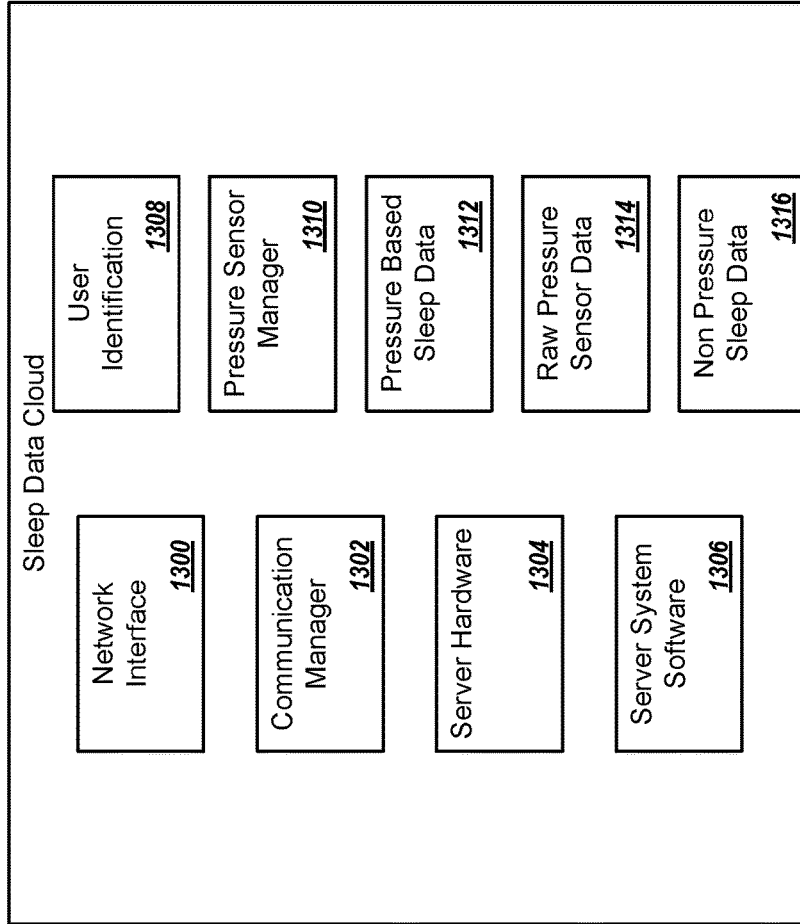 Sleep Data Cloud
Network
Interface
1300
Communication
Manager
1302
Server Hardware
1304
Server System
Software
1306
User
Identification
1308
Pressure Sensor
Manager
1310
Pressure Based
Sleep Data
1312
Raw Pressure
Sensor Data
1314
Non Pressure
Sleep Data
1316